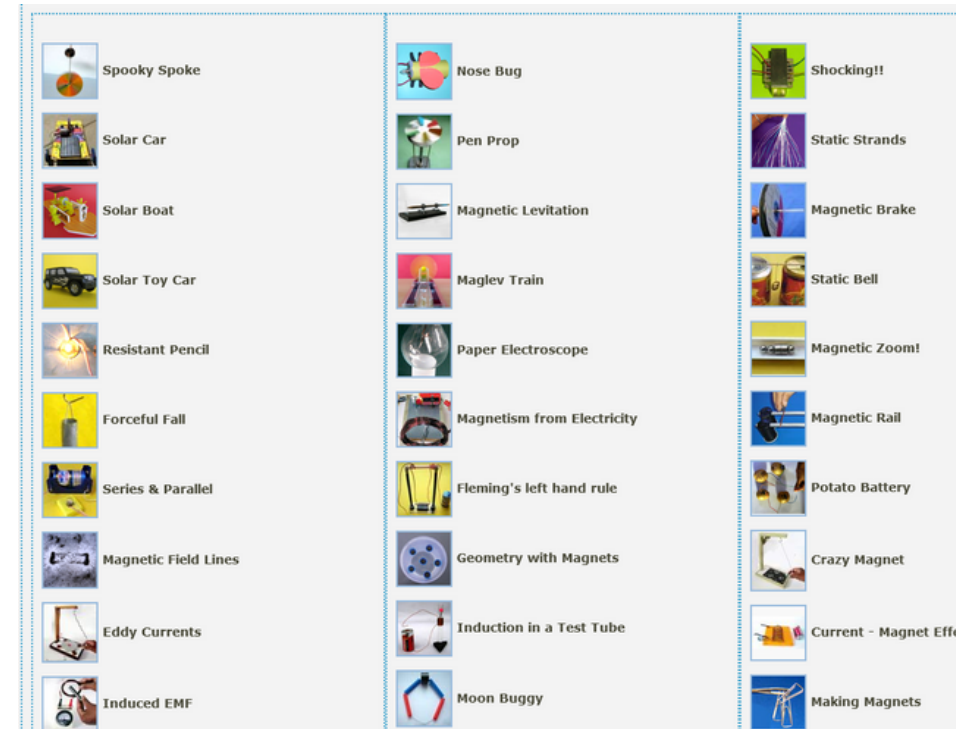 Spooky Spoke
Solar Car
Solar Boat
Solar Toy Car
Resistant Pencil
Forceful Fall
Series & Parallel
Magnetic Field Lines
Eddy Currents
Induced EMF
Nose Bug
Pen Prop
Magnetic Levitation
Maglev Train
Paper Electroscope
Magnetism from Electricity
Fleming's left hand rule
Geometry with Magnets
Induction in a Test Tube
Moon Buggy
Shocking!!
Static Strands
Magnetic Brake
Static Bell
Magnetic Zoom!
Magnetic Rail
Potato Battery
Crazy Magnet
Current - Magnet Effe
Making Magnets